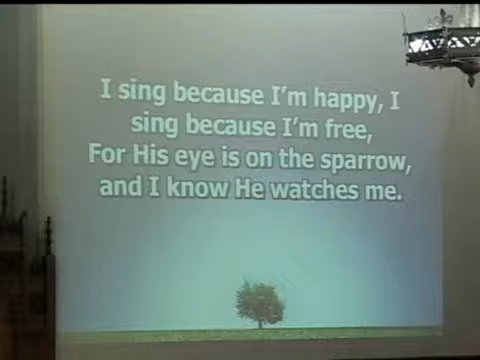 I sing because I'm happy, I
sing because I'm free,
For His eye is on the sparrow,
and I know He watches me.